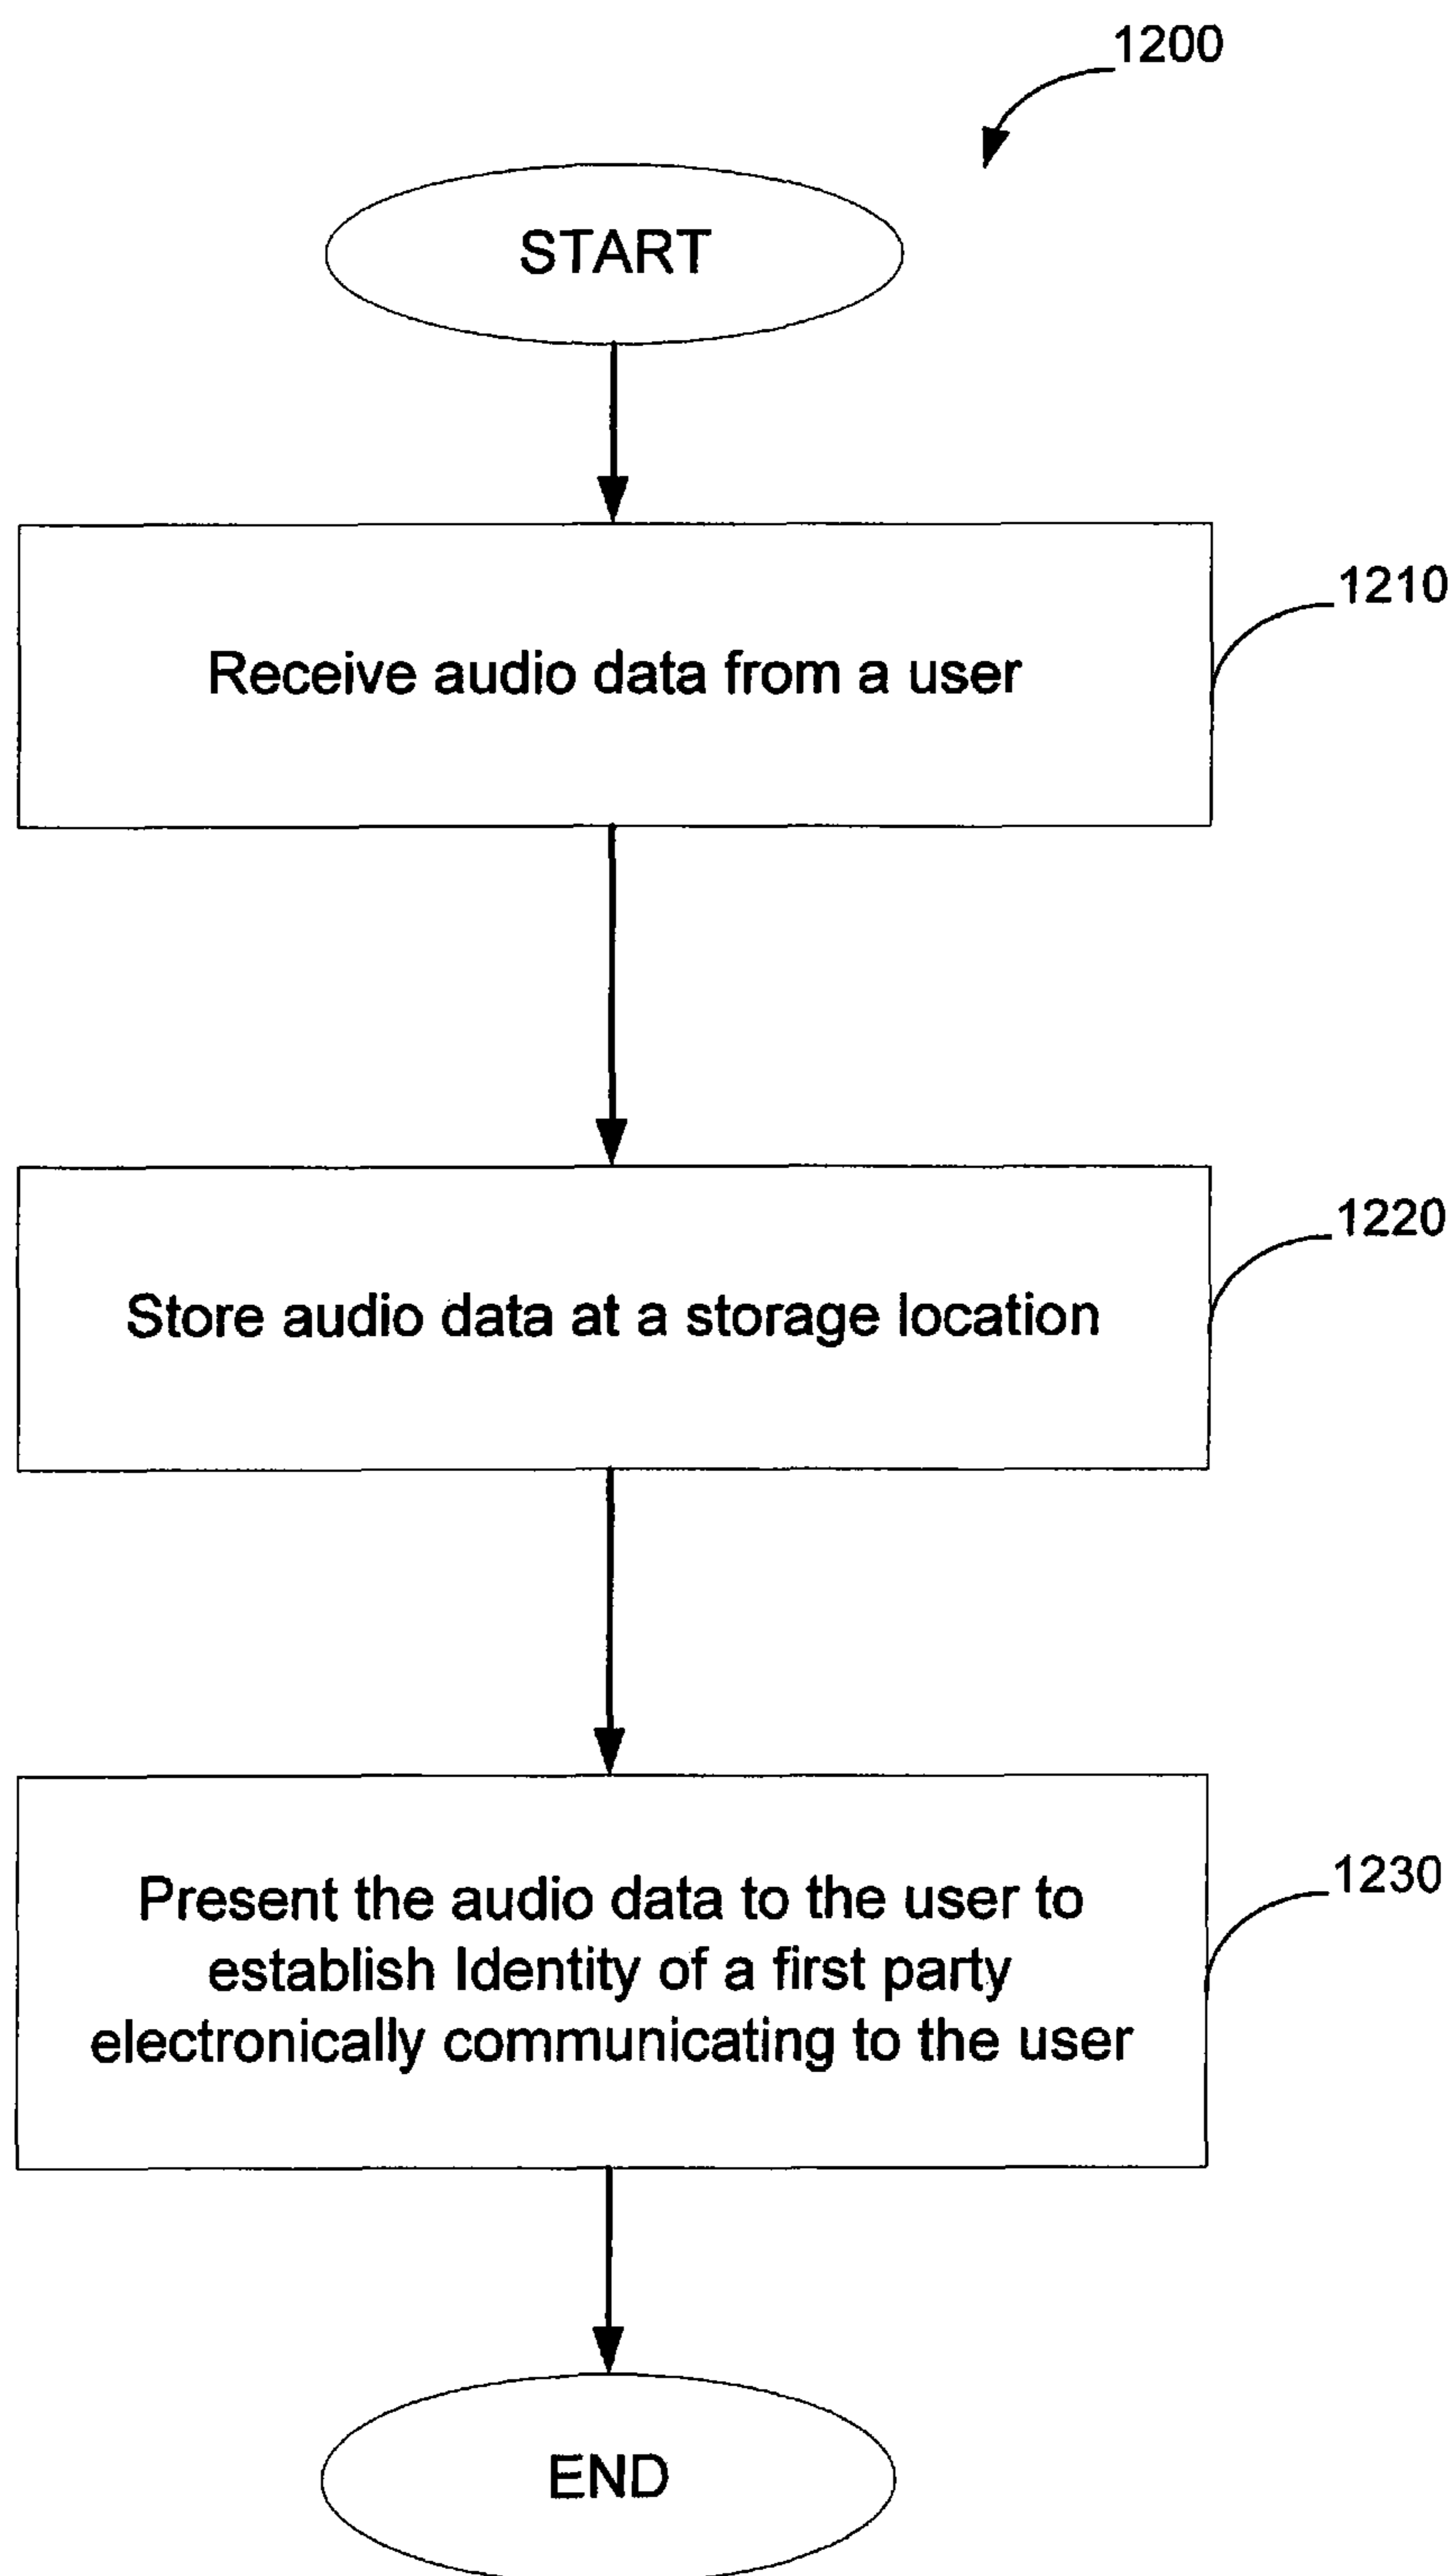 1200
START
Receive audio data from a user
1210
Store audio data at a storage location
1220
Present the audio data to the user to
establish Identity of a first party
electronically communicating to the user
1230
END